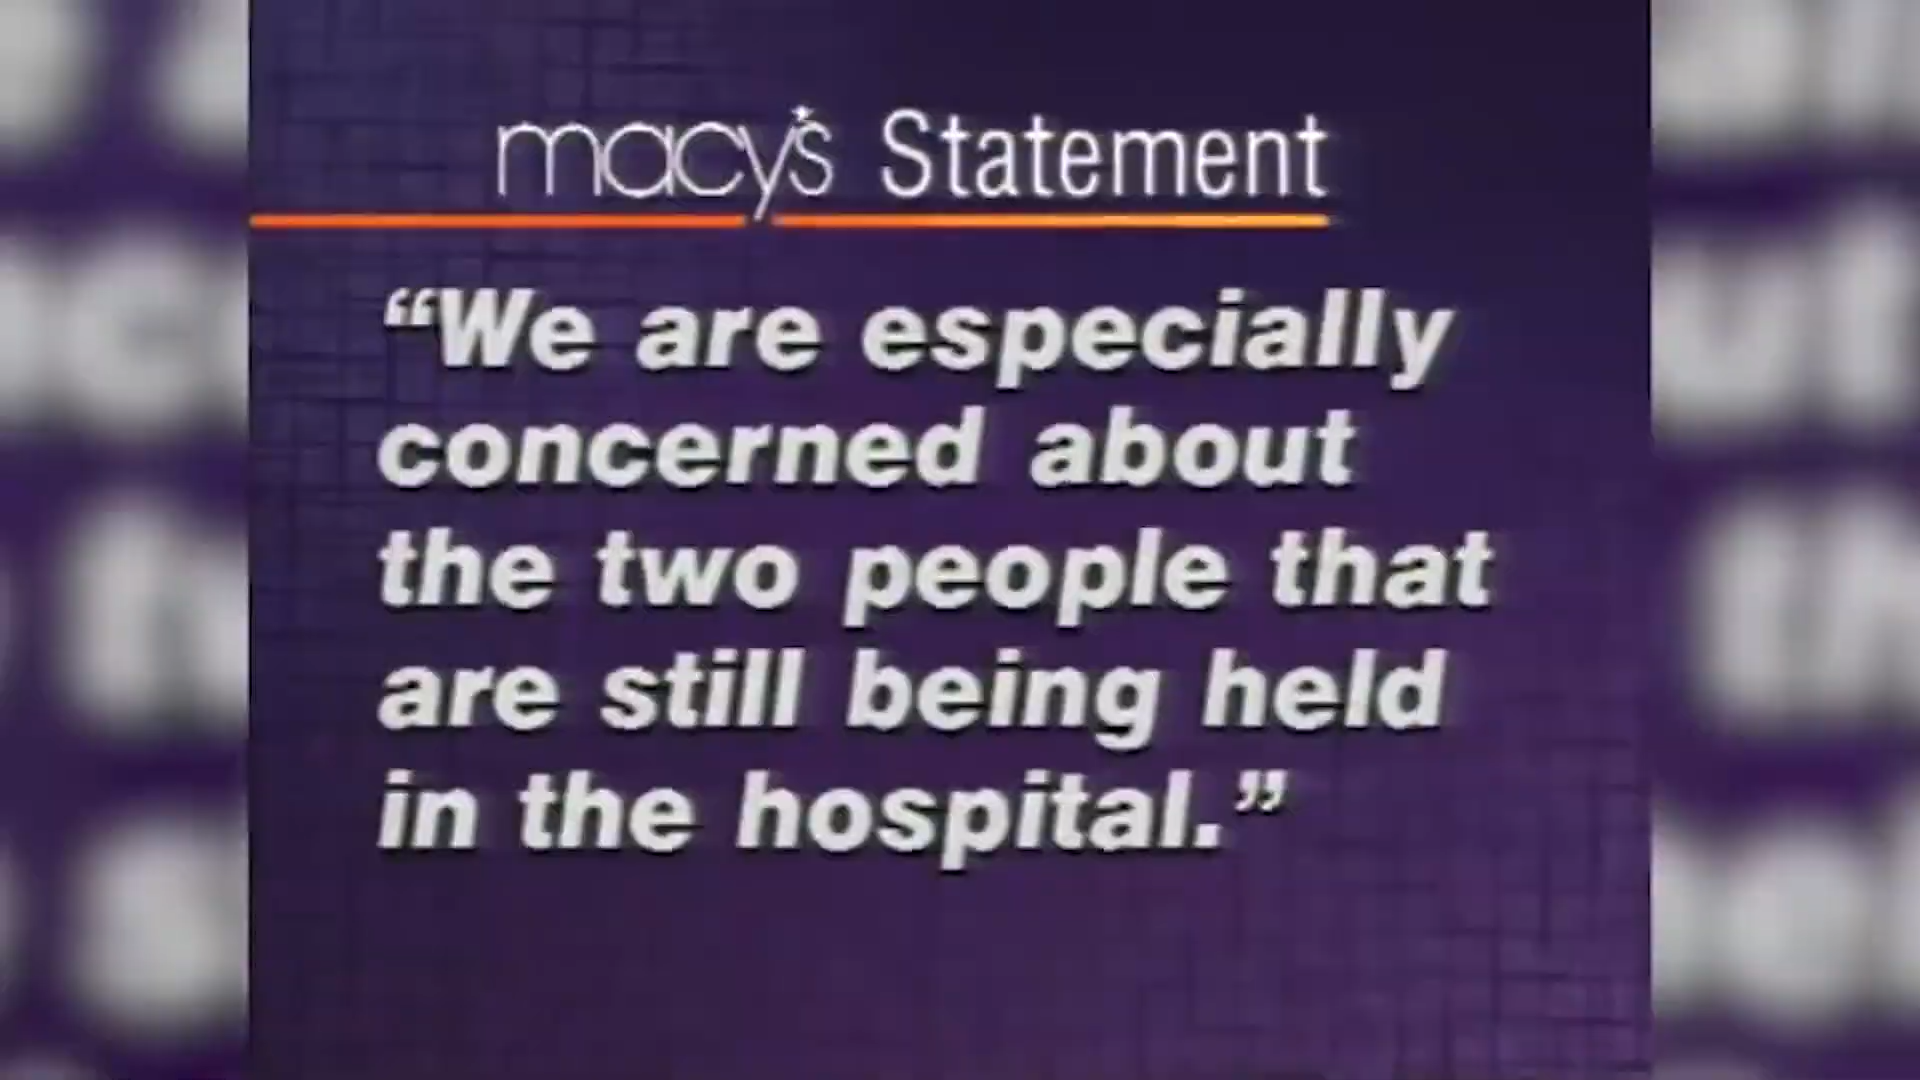 macy's Statement
“We are especially
concerned about
the two people that
are still being held
in the hospital.”